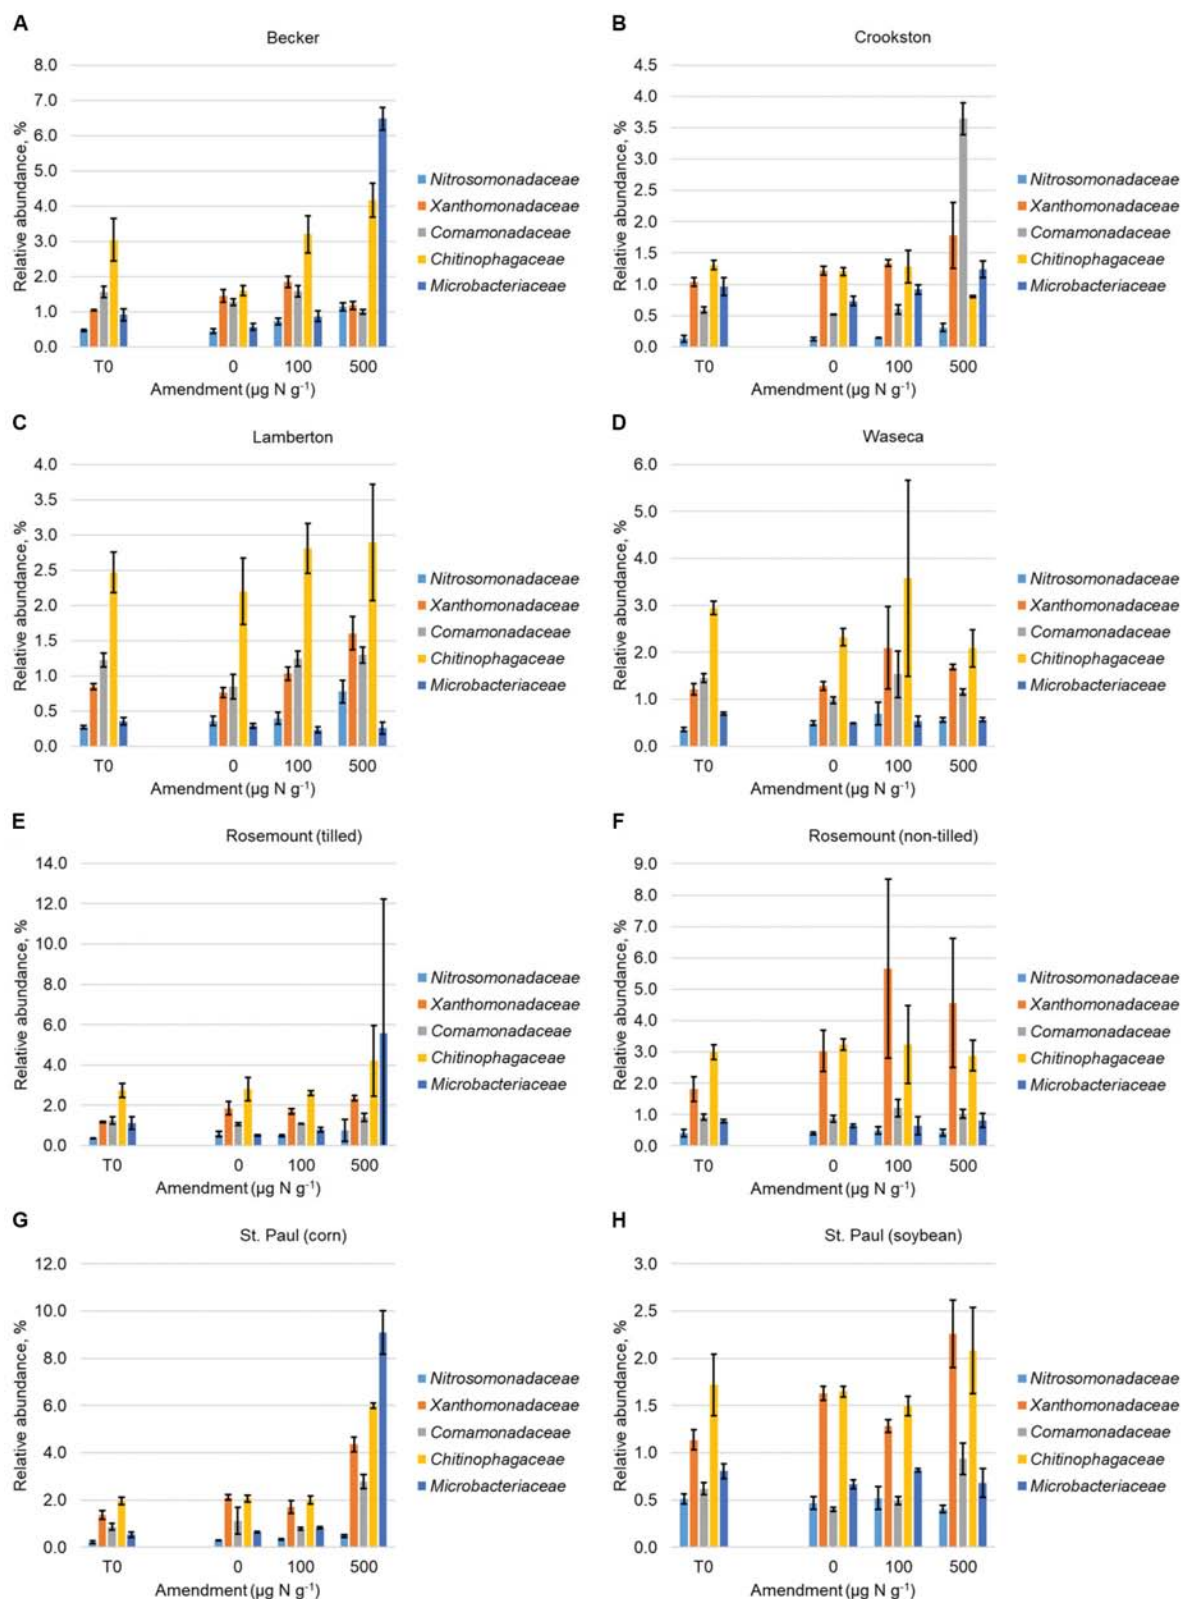 A
Becker
Relative abundance, %
8.0
7.0
6.0
5.0
4.0
3.0
2.0
1.0
0.0
T0 0 100 500
Amendment (µg N g⁻¹)
Nitrosomonadaceae
Xanthomonadaceae
Comamonadaceae
Chitinophagaceae
Microbacteriaceae
B
Crookston
Relative abundance, %
4.5
4.0
3.5
3.0
2.5
2.0
1.5
1.0
0.5
0.0
T0 0 100 500
Amendment (µg N g⁻¹)
Nitrosomonadaceae
Xanthomonadaceae
Comamonadaceae
Chitinophagaceae
Microbacteriaceae
C
Lamberton
Relative abundance, %
4.0
3.5
3.0
2.5
2.0
1.5
1.0
0.5
0.0
T0 0 100 500
Amendment (µg N g⁻¹)
Nitrosomonadaceae
Xanthomonadaceae
Comamonadaceae
Chitinophagaceae
Microbacteriaceae
D
Waseca
Relative abundance, %
6.0
5.0
4.0
3.0
2.0
1.0
0.0
T0 0 100 500
Amendment (µg N g⁻¹)
Nitrosomonadaceae
Xanthomonadaceae
Comamonadaceae
Chitinophagaceae
Microbacteriaceae
E
Rosemount (tilled)
Relative abundance, %
14.0
12.0
10.0
8.0
6.0
4.0
2.0
0.0
T0 0 100 500
Amendment (µg N g⁻¹)
Nitrosomonadaceae
Xanthomonadaceae
Comamonadaceae
Chitinophagaceae
Microbacteriaceae
F
Rosemount (non-tilled)
Relative abundance, %
9.0
8.0
7.0
6.0
5.0
4.0
3.0
2.0
1.0
0.0
T0 0 100 500
Amendment (µg N g⁻¹)
Nitrosomonadaceae
Xanthomonadaceae
Comamonadaceae
Chitinophagaceae
Microbacteriaceae
G
St. Paul (corn)
Relative abundance, %
12.0
10.0
8.0
6.0
4.0
2.0
0.0
T0 0 100 500
Amendment (µg N g⁻¹)
Nitrosomonadaceae
Xanthomonadaceae
Comamonadaceae
Chitinophagaceae
Microbacteriaceae
H
St. Paul (soybean)
Relative abundance, %
3.0
2.5
2.0
1.5
1.0
0.5
0.0
T0 0 100 500
Amendment (µg N g⁻¹)
Nitrosomonadaceae
Xanthomonadaceae
Comamonadaceae
Chitinophagaceae
Microbacteriaceae